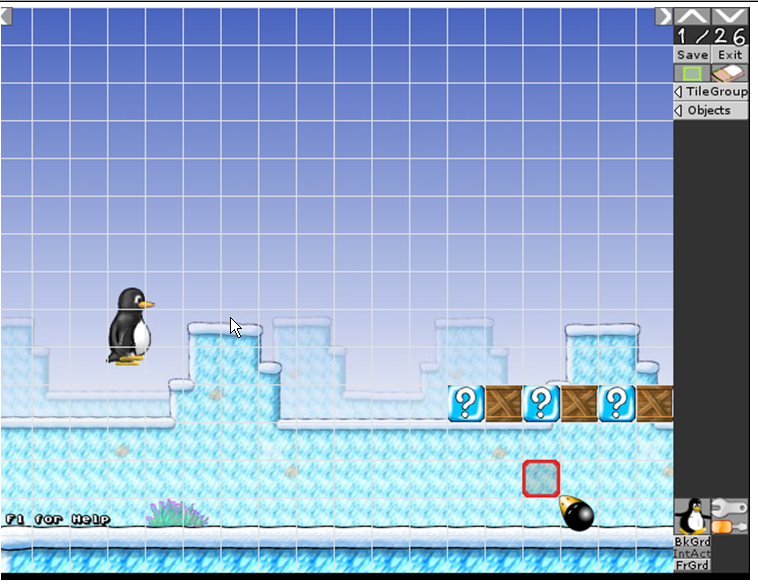 1/26
Save Exit
TileGroup
Objects
? ? ?
F1 for Help
BkGrd
IntAct
FrGrd